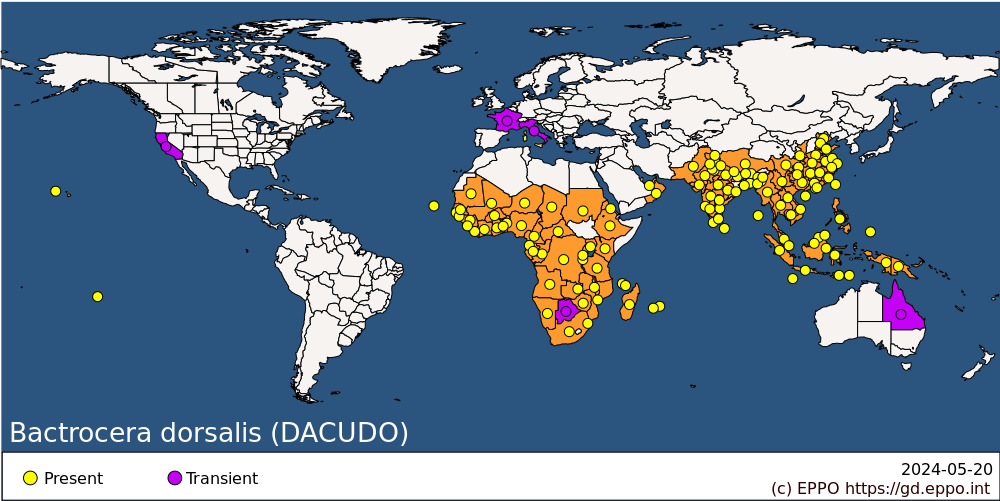 Bactrocera dorsalis (DACUDO)
Present
Transient
2024-05-20
(c) EPPO https://gd.eppo.int